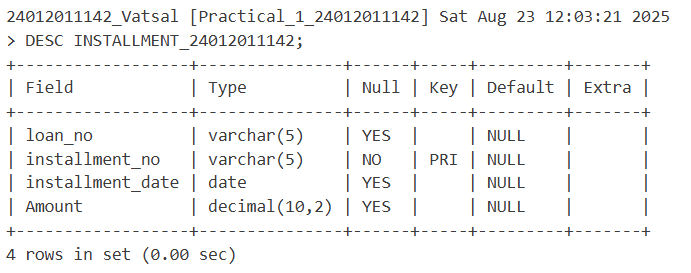 24012011142_Vatsal [Practical_1_24012011142] Sat Aug 23 12:03:21 2025
> DESC INSTALLMENT_24012011142;
+------------------+---------------+------+-----+---------+-------+
| Field            | Type          | Null | Key | Default | Extra |
+------------------+---------------+------+-----+---------+-------+
| loan_no          | varchar(5)    | YES  |     | NULL    |       |
| installment_no   | varchar(5)    | NO   | PRI | NULL    |       |
| installment_date | date          | YES  |     | NULL    |       |
| Amount           | decimal(10,2) | YES  |     | NULL    |       |
+------------------+---------------+------+-----+---------+-------+
4 rows in set (0.00 sec)